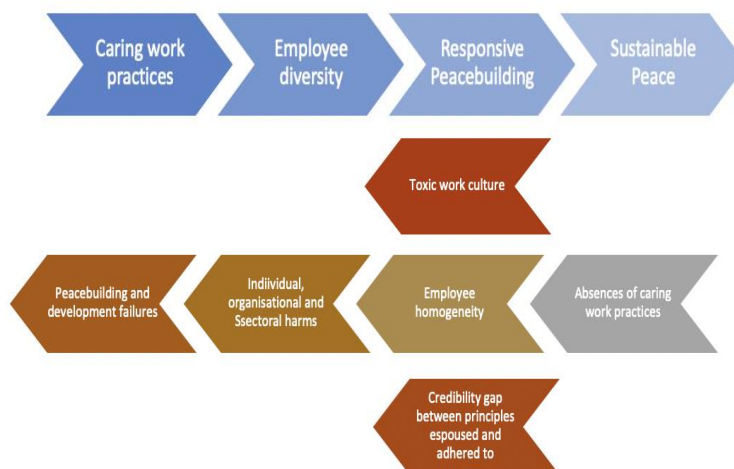 Caring work
practices
Employee
diversity
Responsive
Peacebuilding
Sustainable
Peace
Toxic work culture
Peacebuilding and
development failures
Indiividual,
organisational and
Ssectoral harms
Employee
homogeneity
Absences of caring
work practices
Credibility gap
between principles
espoused and
adhered to